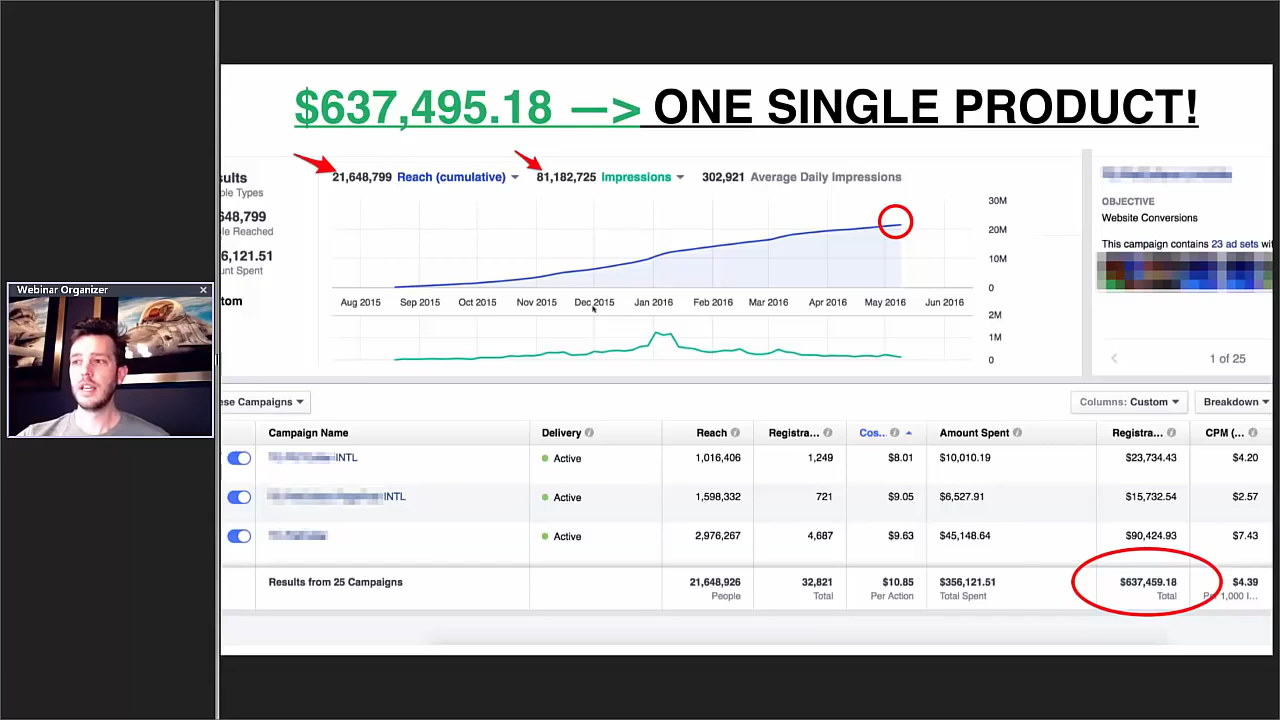 $637,495.18 —> ONE SINGLE PRODUCT!
21,648,799 Reach (cumulative) 81,182,725 Impressions 302,921 Average Daily Impressions
sults
ple Types
648,799
le Reached
6,121.51
unt Spent
tom
30M
20M
10M
0
Aug 2015 Sep 2015 Oct 2015 Nov 2015 Dec 2015 Jan 2016 Feb 2016 Mar 2016 Apr 2016 May 2016 Jun 2016
2M
1M
0
OBJECTIVE
Website Conversions
This campaign contains 23 ad sets wit
1 of 25
Webinar Organizer
ese Campaigns
Columns: Custom
Breakdown
Campaign Name Delivery Reach Registra... Cos... Amount Spent Registra... CPM (...
INTL Active 1,016,406 1,249 $8.01 $10,010.19 $23,734.43 $4.20
INTL Active 1,598,332 721 $9.05 $6,527.91 $15,732.54 $2.57
Active 2,976,267 4,687 $9.63 $45,148.64 $90,424.93 $7.43
Results from 25 Campaigns 21,648,926 32,821 $10.85 $356,121.51 $637,459.18 $4.39
People Total Per Action Total Spent Total Per 1,000 I...